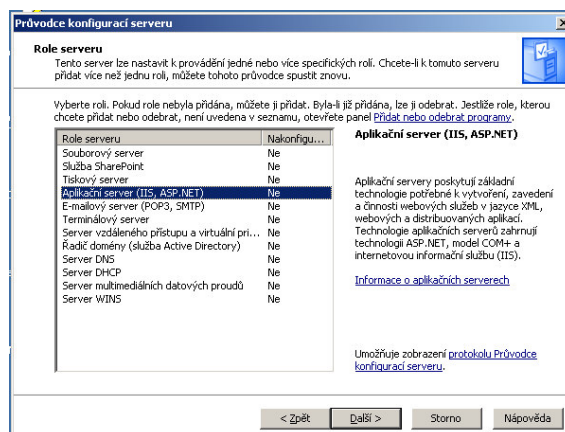 Průvodce konfigurací serveru
Role serveru
Tento server lze nastavit k provádění jedné nebo více specifických rolí. Chcete-li k tomuto serveru
přidat více než jednu roli, můžete tohoto průvodce spustit znovu.
Vyberte roli. Pokud role nebyla přidána, můžete ji přidat. Byla-li již přidána, lze ji odebrat. Jestliže role, kterou
chcete přidat nebo odebrat, není uvedena v seznamu, otevřete panel Přidat nebo odebrat programy.
Role serveru Nakonfigu...
Souborový server Ne
Služba SharePoint Ne
Tiskový server Ne
Aplikační server (IIS, ASP.NET) Ne
E-mailový server (POP3, SMTP) Ne
Terminálový server Ne
Server vzdáleného přístupu a virtuální pri... Ne
Řadič domény (služba Active Directory) Ne
Server DNS Ne
Server DHCP Ne
Server multimediálních datových proudů Ne
Server WINS Ne
Aplikační server (IIS, ASP.NET)
Aplikační servery poskytují základní
technologie potřebné k vytvoření, zavedení
a činnosti webových služeb v jazyce XML,
webových a distribuovaných aplikací.
Technologie aplikačních serverů zahrnují
technologii ASP.NET, model COM+ a
internetovou informační službu (IIS).
Informace o aplikačních serverech
Umožňuje zobrazení protokolu Průvodce
konfigurací serveru.
< Zpět Další > Storno Nápověda